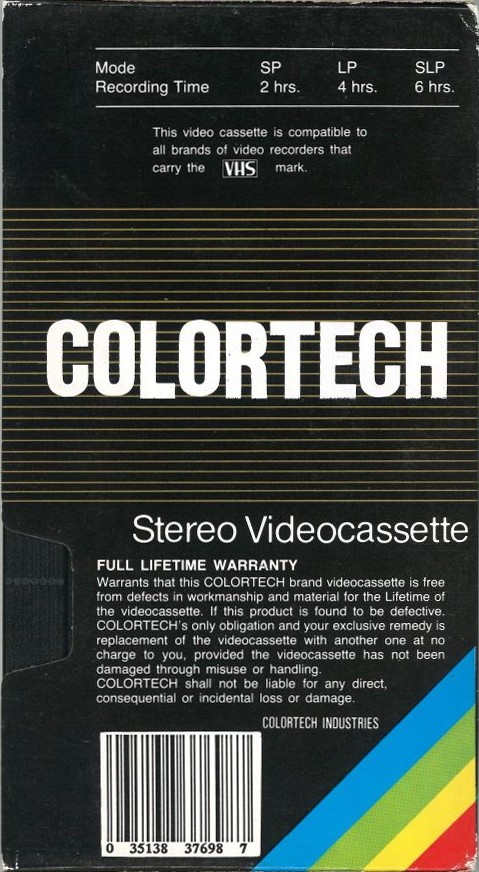 Mode SP LP SLP
Recording Time 2 hrs. 4 hrs. 6 hrs.
This video cassette is compatible to
all brands of video recorders that
carry the VHS mark.
COLORTECH
Stereo Videocassette
FULL LIFETIME WARRANTY
Warrants that this COLORTECH brand videocassette is free
from defects in workmanship and material for the Lifetime of
the videocassette. If this product is found to be defective.
COLORTECH's only obligation and your exclusive remedy is
replacement of the videocassette with another one at no
charge to you, provided the videocassette has not been
damaged through misuse or handling.
COLORTECH shall not be liable for any direct,
consequential or incidental loss or damage.
COLORTECH INDUSTRIES
0 35138 37698 7